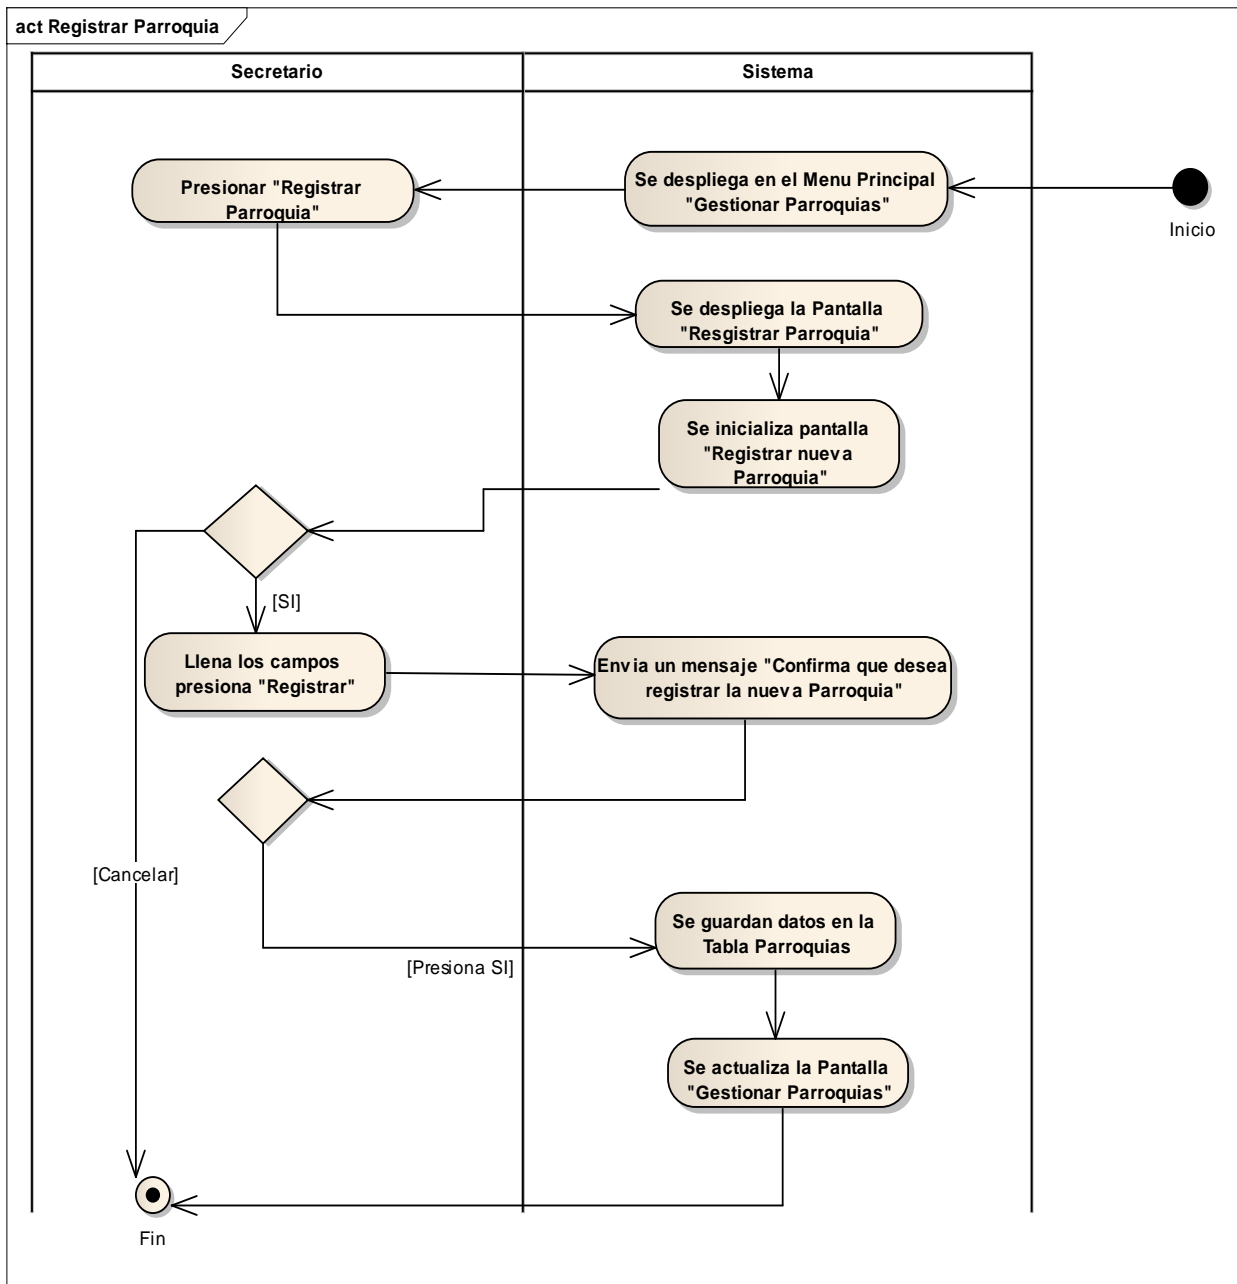 act Registrar Parroquia
Secretario
Sistema
Presionar "Registrar
Parroquia"
Se despliega en el Menu Principal
"Gestionar Parroquias"
Inicio
Se despliega la Pantalla
"Resgistrar Parroquia"
Se inicializa pantalla
"Registrar nueva
Parroquia"
[SI]
Llena los campos
presiona "Registrar"
Envia un mensaje "Confirma que desea
registrar la nueva Parroquia"
[Cancelar]
[Presiona SI]
Se guardan datos en la
Tabla Parroquias
Se actualiza la Pantalla
"Gestionar Parroquias"
Fin